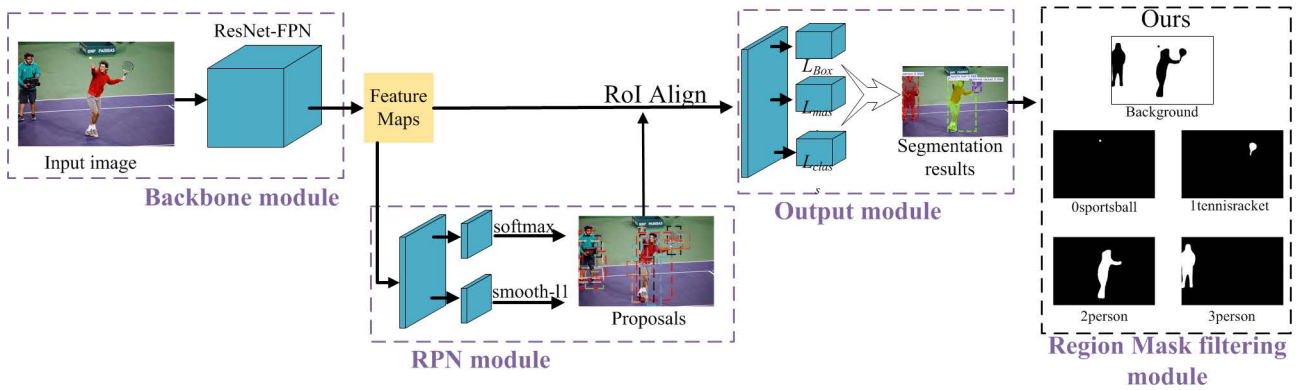 ResNet-FPN
Input image
Backbone module
Feature
Maps
RoI Align
softmax
smooth-l1
Proposals
RPN module
L_Box
L_mas
L_clas
s
Segmentation
results
Output module
Ours
Background
0sportsball
1tennisracket
2person
3person
Region Mask filtering
module